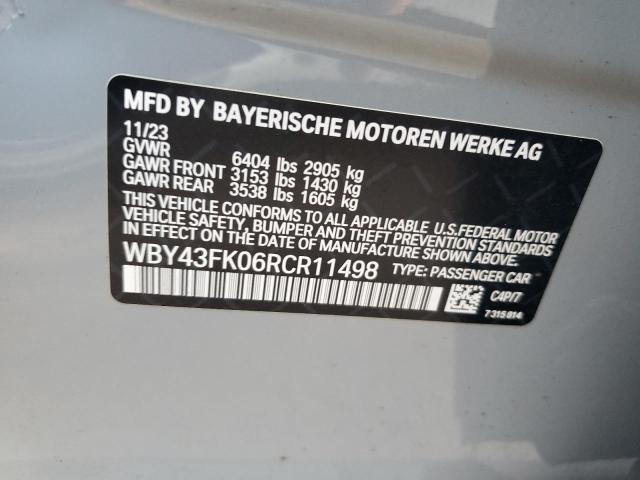 MFD BY BAYERISCHE MOTOREN WERKE AG
11/23
GVWR 6404 lbs 2905 kg
GAWR FRONT 3153 lbs 1430 kg
GAWR REAR 3538 lbs 1605 kg
THIS VEHICLE CONFORMS TO ALL APPLICABLE U.S.FEDERAL MOTOR
VEHICLE SAFETY, BUMPER AND THEFT PREVENTION STANDARDS
IN EFFECT ON THE DATE OF MANUFACTURE SHOWN ABOVE.
WBY43FK06RCR11498 TYPE: PASSENGER CAR
C4P/7
7315814